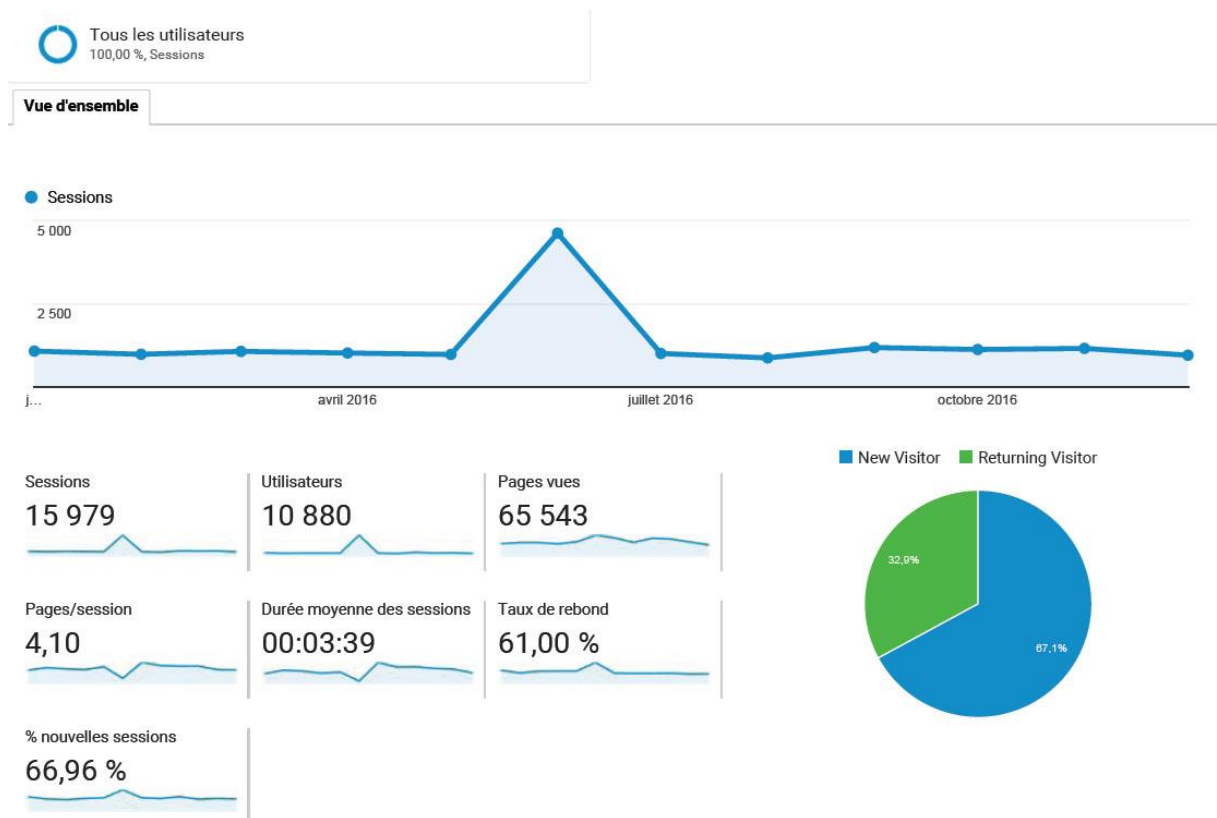 Tous les utilisateurs
100,00 %, Sessions
Vue d'ensemble
Sessions
5 000
2 500
j...
avril 2016
juillet 2016
octobre 2016
New Visitor
Returning Visitor
Sessions
15 979
Utilisateurs
10 880
Pages vues
65 543
32,9%
67,1%
Pages/session
4,10
Durée moyenne des sessions
00:03:39
Taux de rebond
61,00 %
% nouvelles sessions
66,96 %